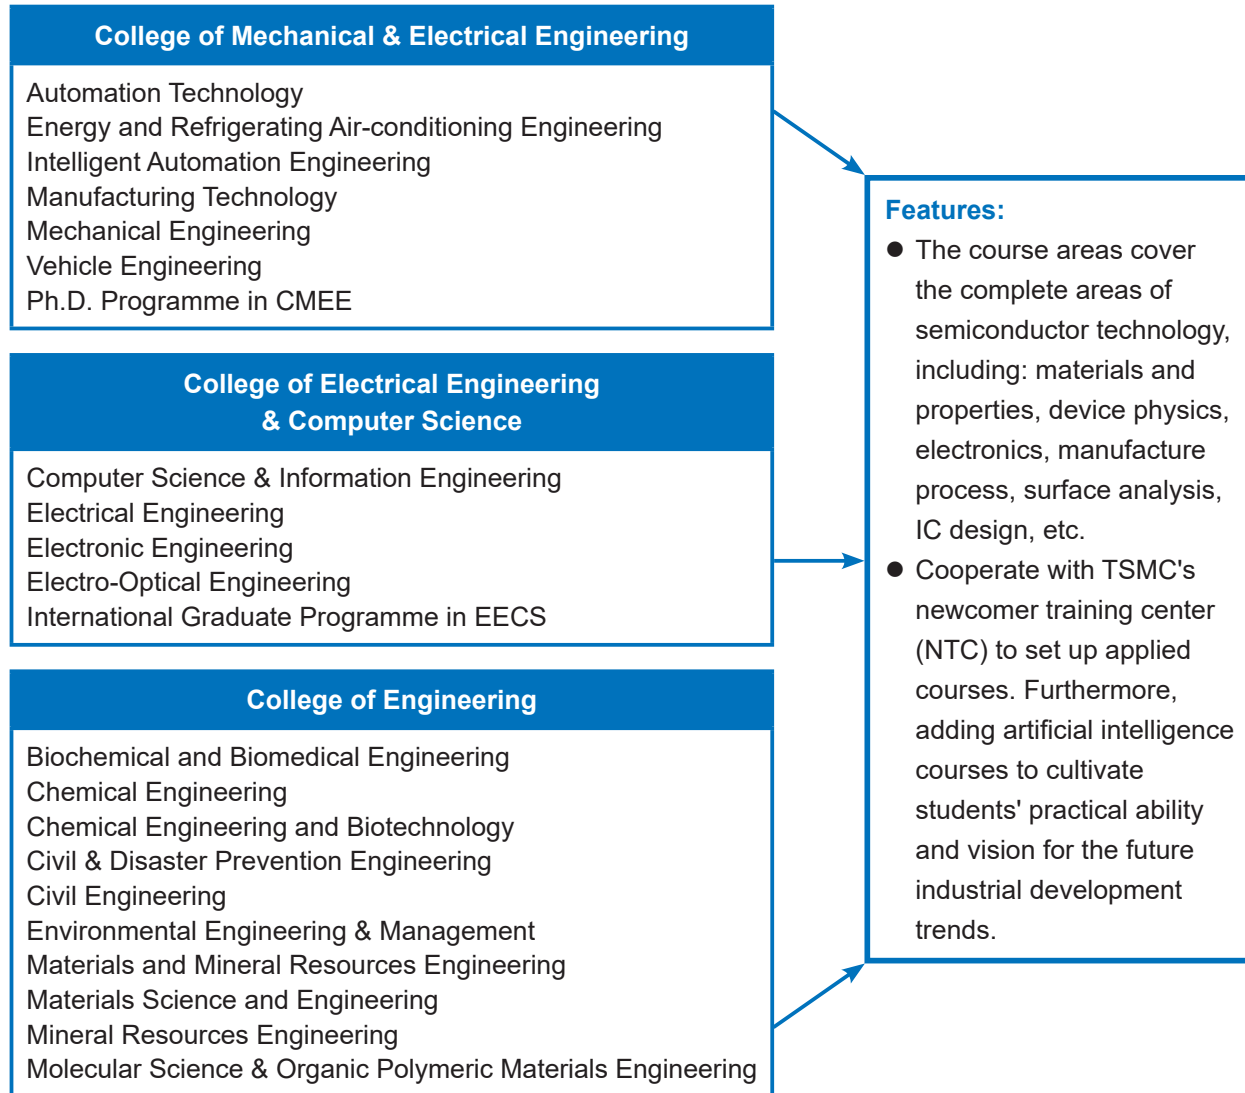 College of Mechanical & Electrical Engineering
Automation Technology
Energy and Refrigerating Air-conditioning Engineering
Intelligent Automation Engineering
Manufacturing Technology
Mechanical Engineering
Vehicle Engineering
Ph.D. Programme in CMEE
College of Electrical Engineering
& Computer Science
Computer Science & Information Engineering
Electrical Engineering
Electronic Engineering
Electro-Optical Engineering
International Graduate Programme in EECS
College of Engineering
Biochemical and Biomedical Engineering
Chemical Engineering
Chemical Engineering and Biotechnology
Civil & Disaster Prevention Engineering
Civil Engineering
Environmental Engineering & Management
Materials and Mineral Resources Engineering
Materials Science and Engineering
Mineral Resources Engineering
Molecular Science & Organic Polymeric Materials Engineering
Features:
● The course areas cover
the complete areas of
semiconductor technology,
including: materials and
properties, device physics,
electronics, manufacture
process, surface analysis,
IC design, etc.
● Cooperate with TSMC's
newcomer training center
(NTC) to set up applied
courses. Furthermore,
adding artificial intelligence
courses to cultivate
students' practical ability
and vision for the future
industrial development
trends.